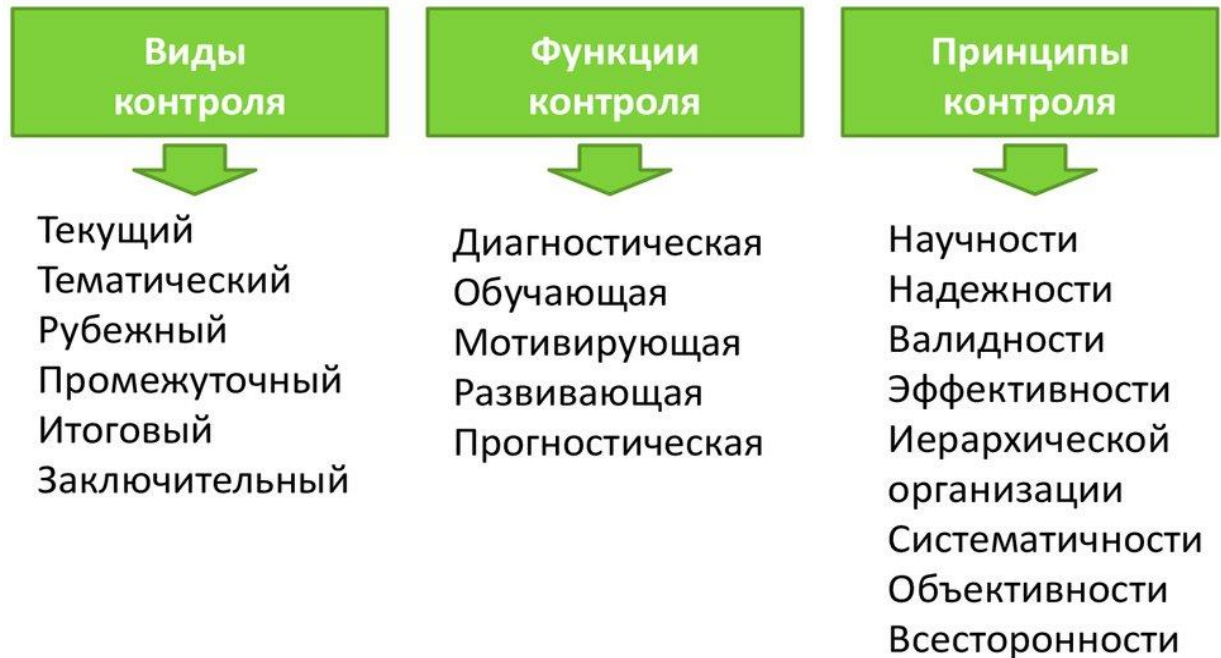 Виды
контроля
Текущий
Тематический
Рубежный
Промежуточный
Итоговый
Заключительный
Функции
контроля
Диагностическая
Обучающая
Мотивирующая
Развивающая
Прогностическая
Принципы
контроля
Научности
Надежности
Валидности
Эффективности
Иерархической
организации
Систематичности
Объективности
Всесторонности